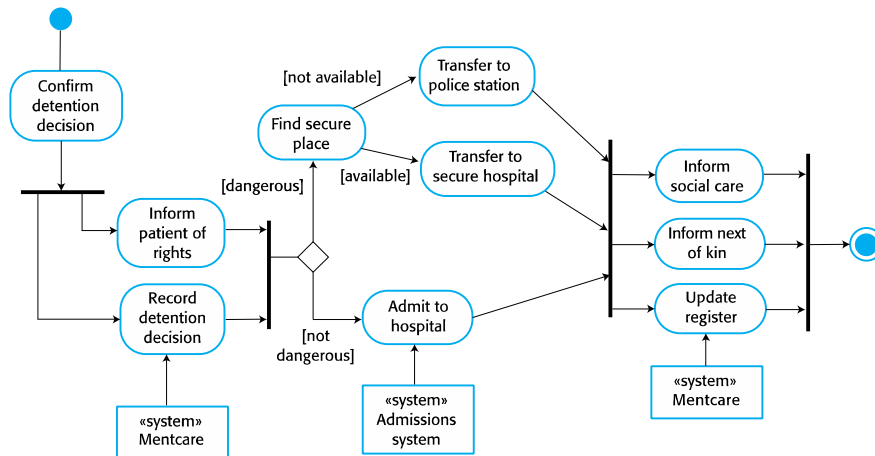 Confirm
detention
decision
Inform
patient of
rights
Record
detention
decision
«system»
Mentcare
[dangerous]
[not
dangerous]
Find secure
place
[not available]
[available]
Transfer to
police station
Transfer to
secure hospital
Admit to
hospital
«system»
Admissions
system
Inform
social care
Inform next
of kin
Update
register
«system»
Mentcare